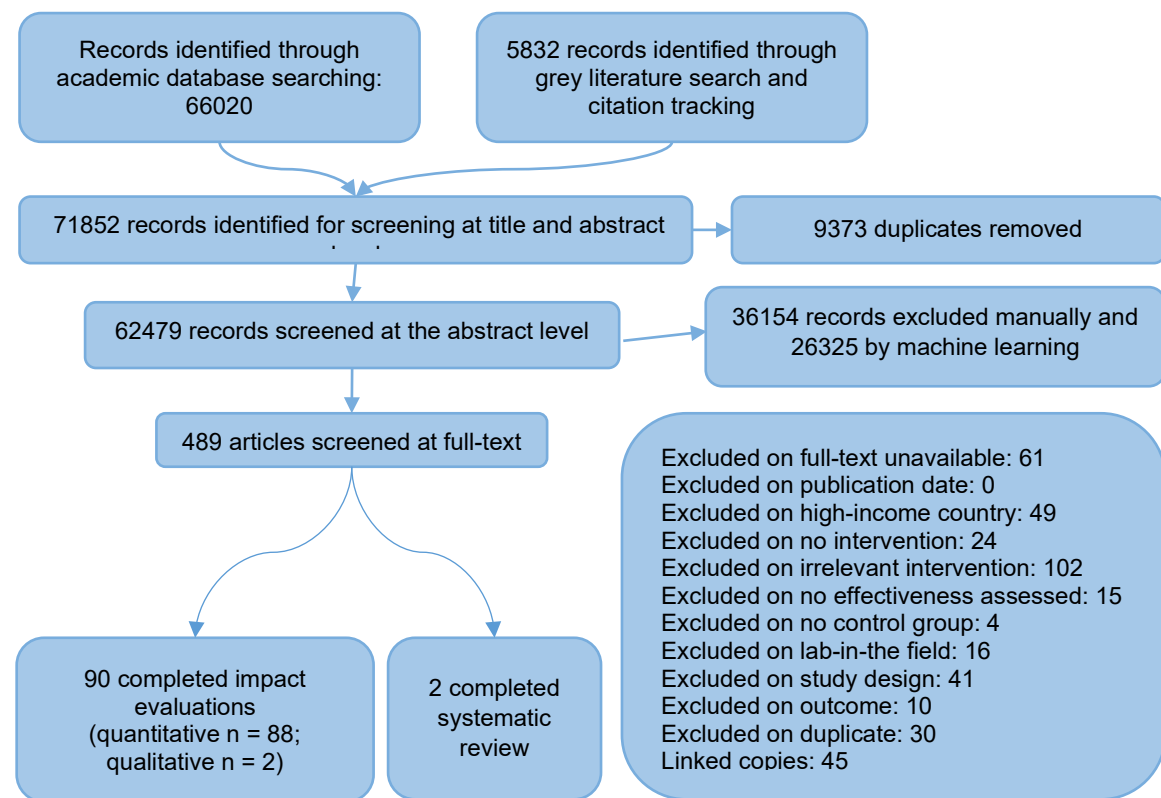 Records identified through
academic database searching:
66020
5832 records identified through
grey literature search and
citation tracking
71852 records identified for screening at title and abstract
9373 duplicates removed
62479 records screened at the abstract level
36154 records excluded manually and
26325 by machine learning
489 articles screened at full-text
Excluded on full-text unavailable: 61
Excluded on publication date: 0
Excluded on high-income country: 49
Excluded on no intervention: 24
Excluded on irrelevant intervention: 102
Excluded on no effectiveness assessed: 15
Excluded on no control group: 4
Excluded on lab-in-the field: 16
Excluded on study design: 41
Excluded on outcome: 10
Excluded on duplicate: 30
Linked copies: 45
90 completed impact
evaluations
(quantitative n = 88;
qualitative n = 2)
2 completed
systematic
review